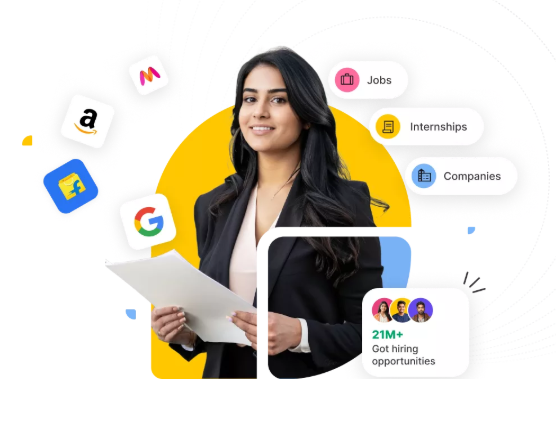 Jobs
Internships
Companies
21M+
Got hiring
opportunities